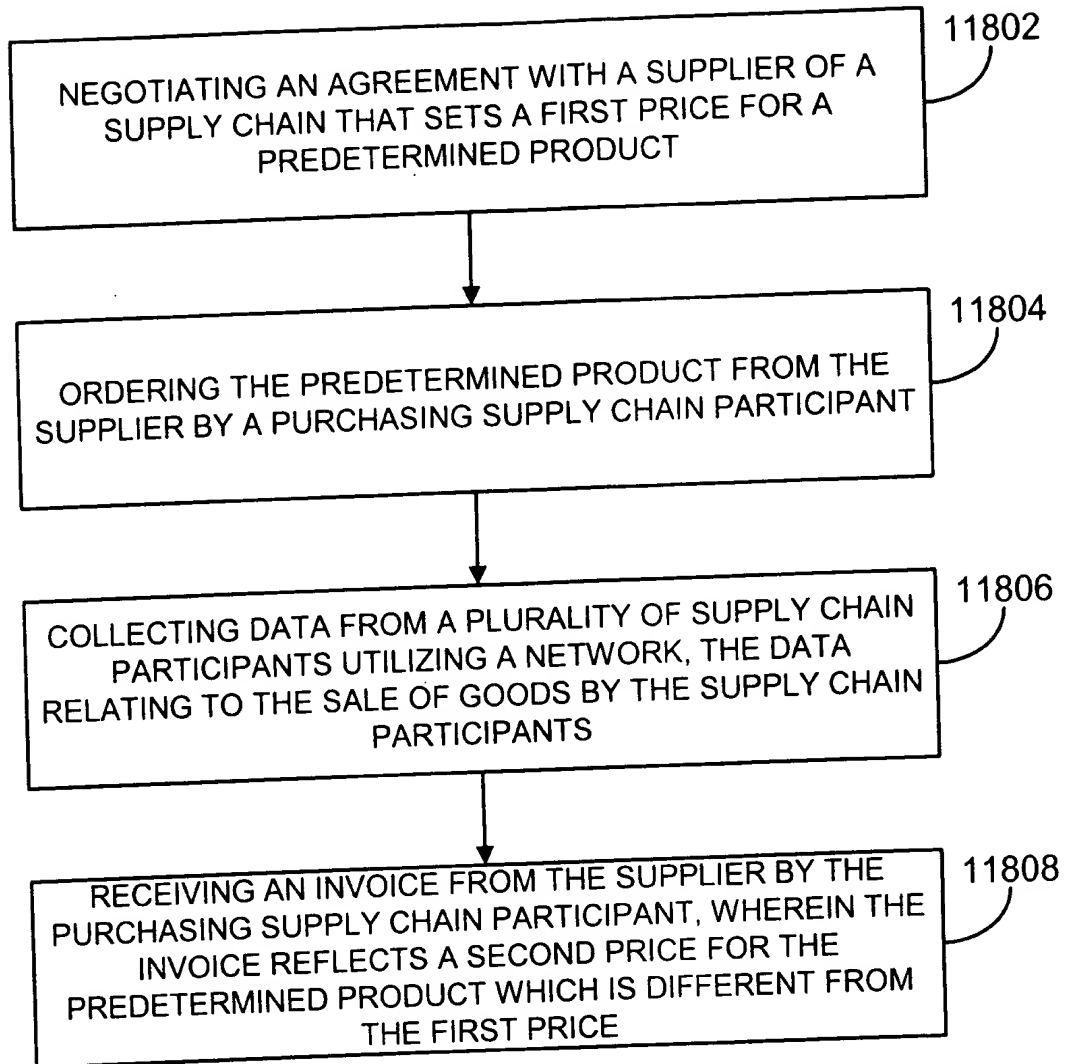 11802
NEGOTIATING AN AGREEMENT WITH A SUPPLIER OF A
SUPPLY CHAIN THAT SETS A FIRST PRICE FOR A
PREDETERMINED PRODUCT
11804
ORDERING THE PREDETERMINED PRODUCT FROM THE
SUPPLIER BY A PURCHASING SUPPLY CHAIN PARTICIPANT
11806
COLLECTING DATA FROM A PLURALITY OF SUPPLY CHAIN
PARTICIPANTS UTILIZING A NETWORK, THE DATA
RELATING TO THE SALE OF GOODS BY THE SUPPLY CHAIN
PARTICIPANTS
11808
RECEIVING AN INVOICE FROM THE SUPPLIER BY THE
PURCHASING SUPPLY CHAIN PARTICIPANT, WHEREIN THE
INVOICE REFLECTS A SECOND PRICE FOR THE
PREDETERMINED PRODUCT WHICH IS DIFFERENT FROM
THE FIRST PRICE